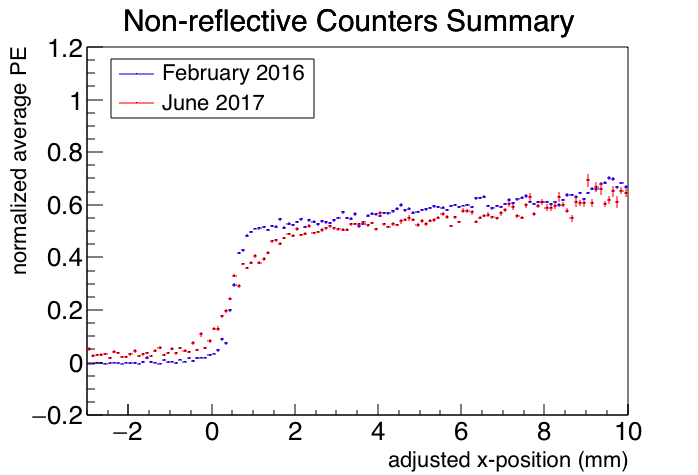 Non-reflective Counters Summary
normalized average PE
February 2016
June 2017
1.2
1
0.8
0.6
0.4
0.2
0
−0.2
−2 0 2 4 6 8 10
adjusted x-position (mm)